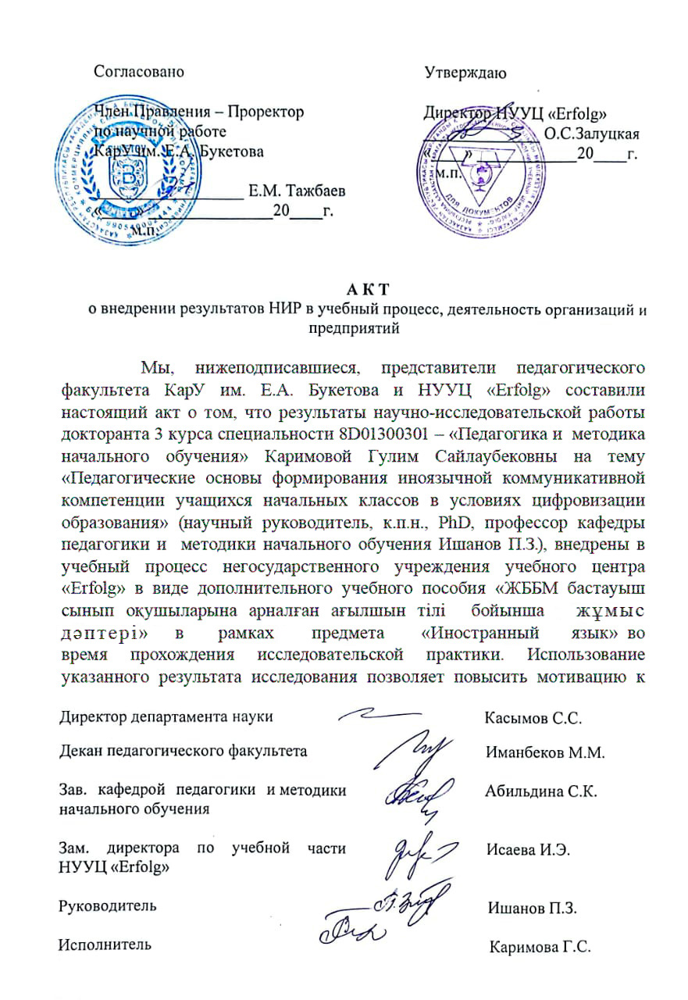 Согласовано
Член Правления – Проректор
по научной работе
КарУ им. Е.А. Букетова
Е.М. Тажбаев
«____»____________________20____г.
м.п.
Утверждаю
Директор НУУЦ «Erfolg»
______________ О.С.Залуцкая
«____»____________20____г.
м.п.
ДЛЯ ДОКУМЕНТОВ
А К Т
о внедрении результатов НИР в учебный процесс, деятельность организаций и
предприятий
Мы, нижеподписавшиеся, представители педагогического
факультета КарУ им. Е.А. Букетова и НУУЦ «Erfolg» составили
настоящий акт о том, что результаты научно-исследовательской работы
докторанта 3 курса специальности 8D01300301 – «Педагогика и методика
начального обучения» Каримовой Гулим Сайлаубековны на тему
«Педагогические основы формирования иноязычной коммуникативной
компетенции учащихся начальных классов в условиях цифровизации
образования» (научный руководитель, к.п.н., PhD, профессор кафедры
педагогики и методики начального обучения Ишанов П.З.), внедрены в
учебный процесс негосударственного учреждения учебного центра
«Erfolg» в виде дополнительного учебного пособия «ЖББМ бастауыш
сынып оқушыларына арналған ағылшын тілі бойынша жұмыс
дәптері» в рамках предмета «Иностранный язык» во
время прохождения исследовательской практики. Использование
указанного результата исследования позволяет повысить мотивацию к
Директор департамента науки Касымов С.С.
Декан педагогического факультета Иманбеков М.М.
Зав. кафедрой педагогики и методики Абильдина С.К.
начального обучения
Зам. директора по учебной части Исаева И.Э.
НУУЦ «Erfolg»
Руководитель Ишанов П.З.
Исполнитель Каримова Г.С.